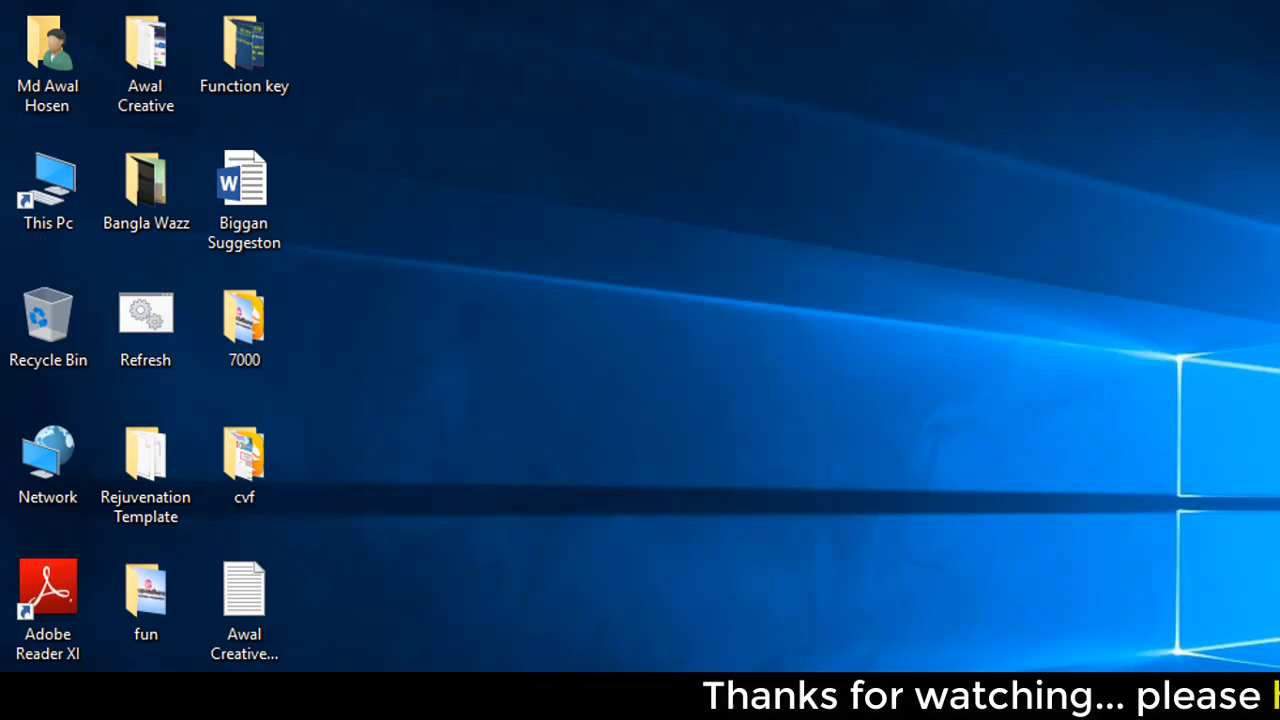 Md Awal
Hosen
Awal
Creative
Function key
This Pc
Bangla Wazz
Biggan
Suggeston
Recycle Bin
Refresh
7000
Network
Rejuvenation
Template
cvf
Adobe
Reader XI
fun
Awal
Creative...
Thanks for watching... please